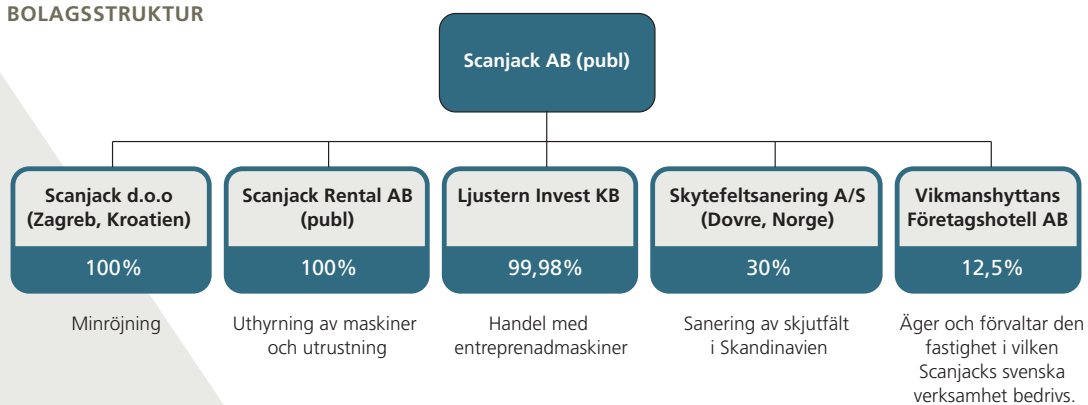 BOLAGSSTRUKTUR
Scanjack AB (publ)
Scanjack d.o.o
(Zagreb, Kroatien)
100%
Minröjning
Scanjack Rental AB
(publ)
100%
Uthyrning av maskiner
och utrustning
Ljustern Invest KB
99,98%
Handel med
entreprenadmaskiner
Skytefeltsanering A/S
(Dovre, Norge)
30%
Sanering av skjutfält
i Skandinavien
Vikmanshyttans
Företagshotell AB
12,5%
Äger och förvaltar den
fastighet i vilken
Scanjacks svenska
verksamhet bedrivs.